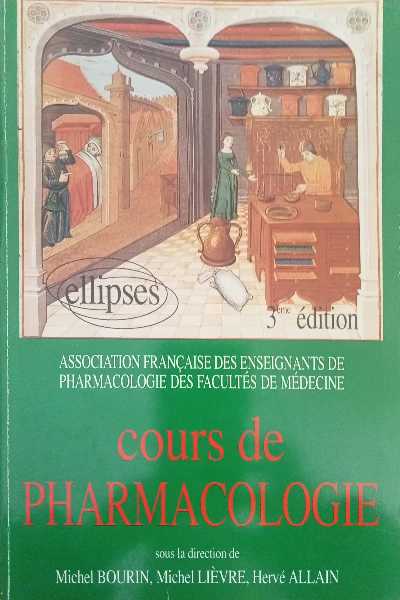 ellipses
3ème édition
ASSOCIATION FRANÇAISE DES ENSEIGNANTS DE
PHARMACOLOGIE DES FACULTÉS DE MÉDECINE
cours de
PHARMACOLOGIE
sous la direction de
Michel BOURIN, Michel LIÈVRE, Hervé ALLAIN